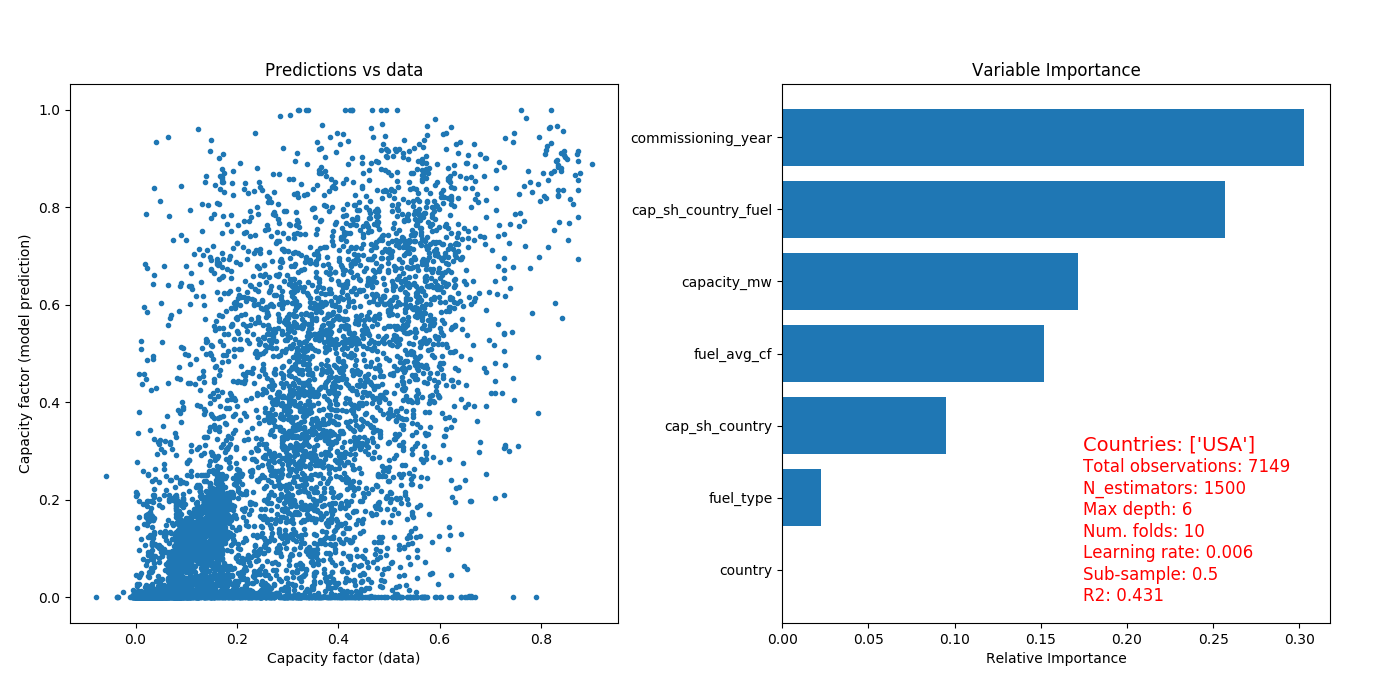 Predictions vs data
1.0
0.8
0.6
0.4
0.2
0.0
Capacity factor (model prediction)
0.0 0.2 0.4 0.6 0.8
Capacity factor (data)
Variable Importance
commissioning_year
cap_sh_country_fuel
capacity_mw
fuel_avg_cf
cap_sh_country
fuel_type
country
Countries: ['USA']
Total observations: 7149
N_estimators: 1500
Max depth: 6
Num. folds: 10
Learning rate: 0.006
Sub-sample: 0.5
R2: 0.431
0.00 0.05 0.10 0.15 0.20 0.25 0.30
Relative Importance